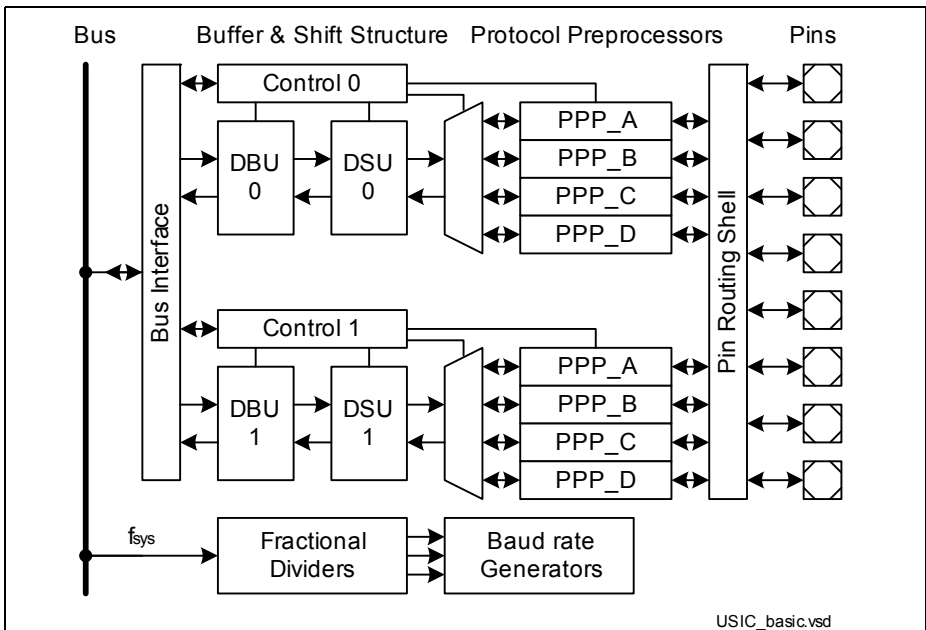 Bus
Buffer & Shift Structure
Protocol Preprocessors
Pins
Bus Interface
Control 0
DBU
0
DSU
0
PPP_A
PPP_B
PPP_C
PPP_D
Pin Routing Shell
Control 1
DBU
1
DSU
1
PPP_A
PPP_B
PPP_C
PPP_D
fsys
Fractional
Dividers
Baud rate
Generators
USIC_basic.vsd